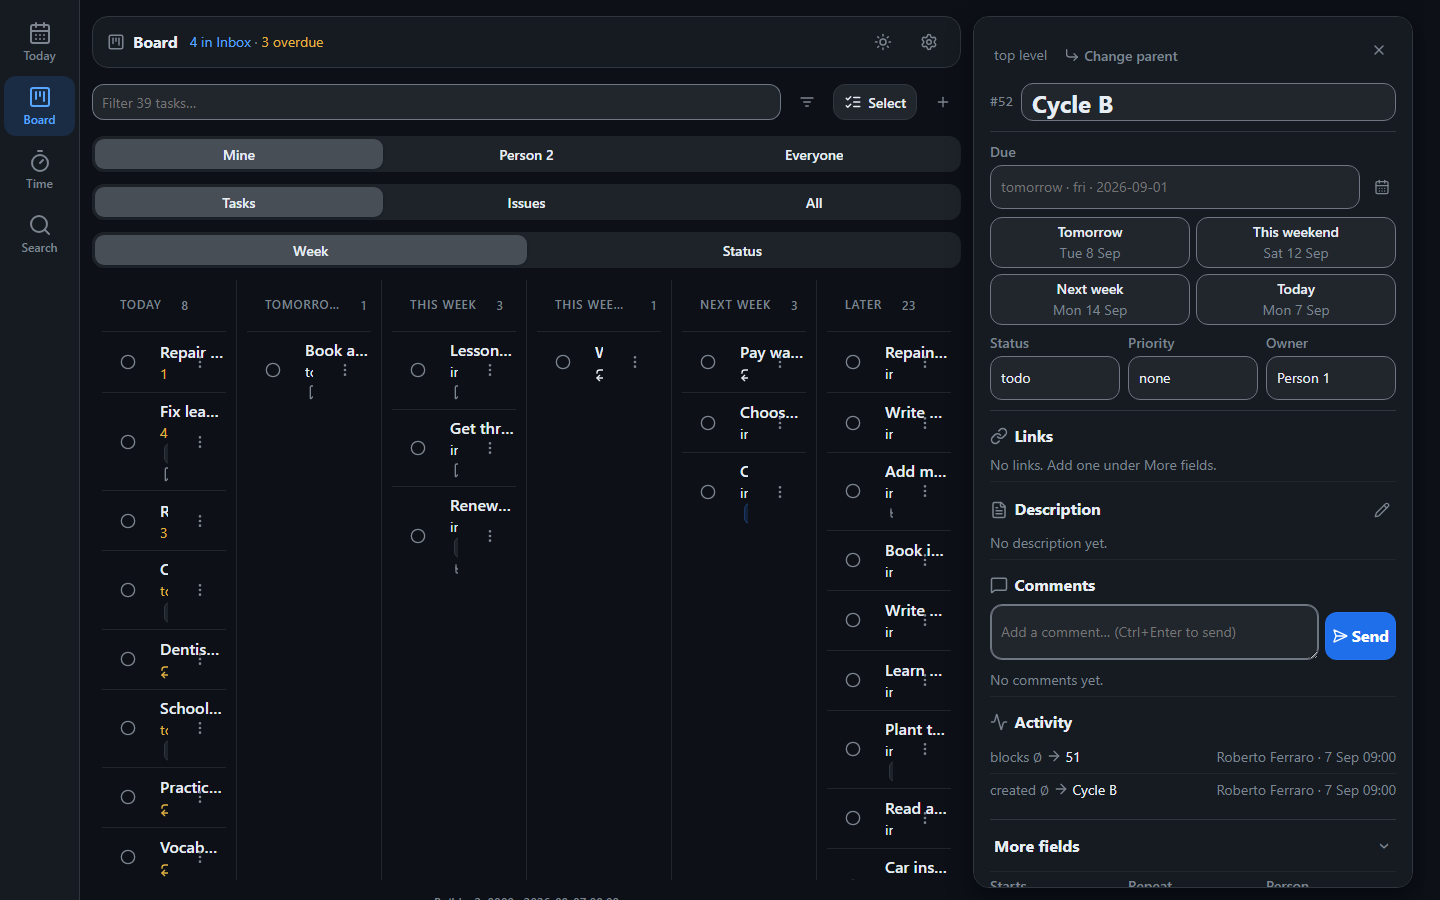 Today
Board
Time
Search
Board 4 in Inbox · 3 overdue
Filter 39 tasks...
Select
Mine Person 2 Everyone
Tasks Issues All
Week Status
TODAY 8
Repair ...
1
Fix lea...
4
R
3
C
Dentis...
School...
Practic...
Vocab...
TOMORRO... 1
Book a...
THIS WEEK 3
Lesson...
Get thr...
Renew...
THIS WEE... 1
NEXT WEEK 3
Pay wa...
Choos...
C
LATER 23
Repain...
Write ...
Add m...
Book i...
Write ...
Learn ...
Plant t...
Read a...
Car ins...
top level Change parent
#52 Cycle B
Due
tomorrow · fri · 2026-09-01
Tomorrow
Tue 8 Sep
This weekend
Sat 12 Sep
Next week
Mon 14 Sep
Today
Mon 7 Sep
Status Priority Owner
todo none Person 1
Links
No links. Add one under More fields.
Description
No description yet.
Comments
Add a comment... (Ctrl+Enter to send)
Send
No comments yet.
Activity
blocks Ø → 51 Roberto Ferraro · 7 Sep 09:00
created Ø → Cycle B Roberto Ferraro · 7 Sep 09:00
More fields
Starts Repeat Person